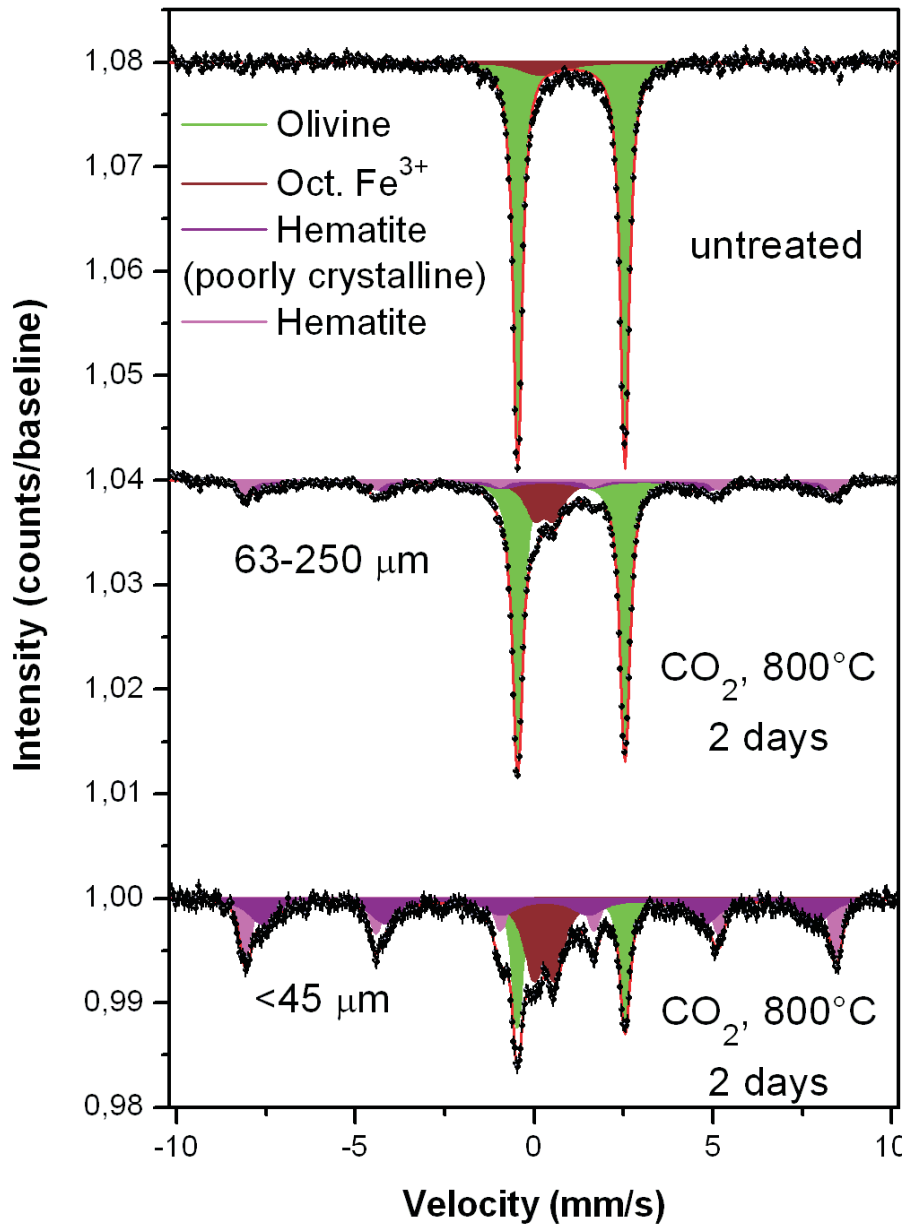 1,08
1,07
1,06
1,05
1,04
1,03
1,02
1,01
1,00
0,99
0,98
Intensity (counts/baseline)
Olivine
Oct. Fe³⁺
Hematite
(poorly crystalline)
Hematite
untreated
63-250 μm
CO₂, 800°C
2 days
<45 μm
CO₂, 800°C
2 days
-10 -5 0 5 10
Velocity (mm/s)